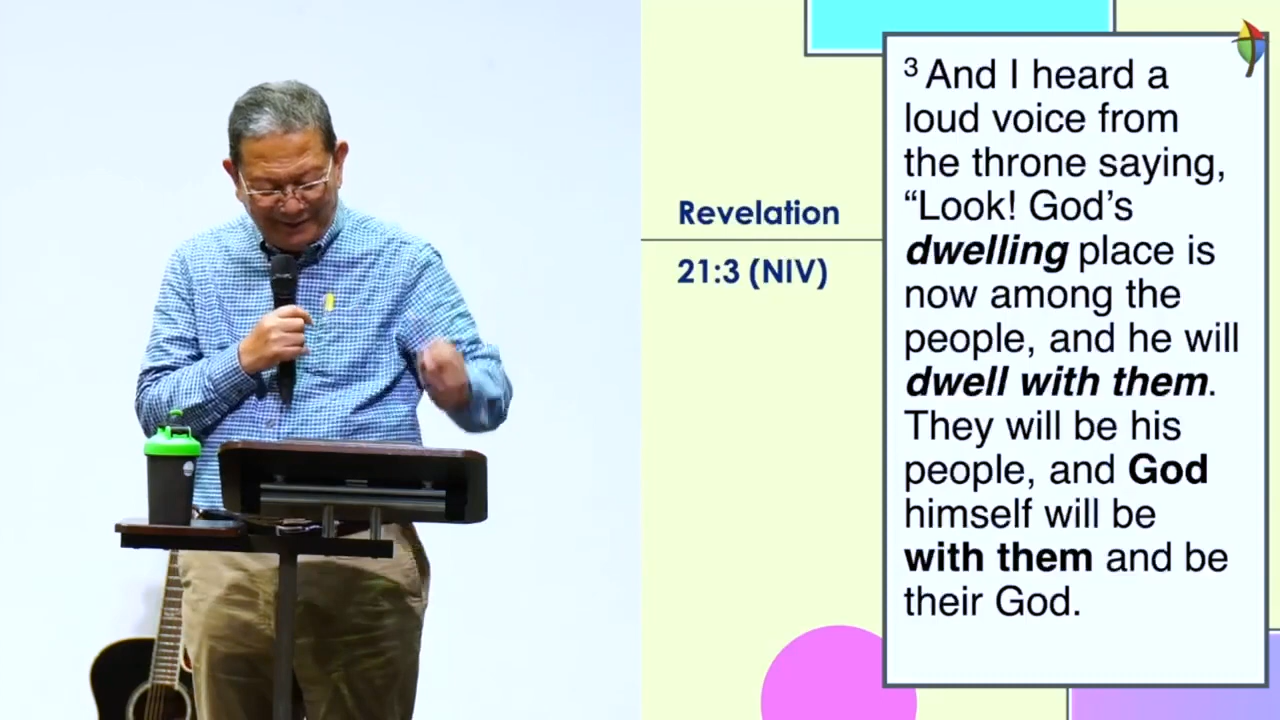 Revelation
21:3 (NIV)
3 And I heard a
loud voice from
the throne saying,
“Look! God’s
dwelling place is
now among the
people, and he will
dwell with them.
They will be his
people, and God
himself will be
with them and be
their God.